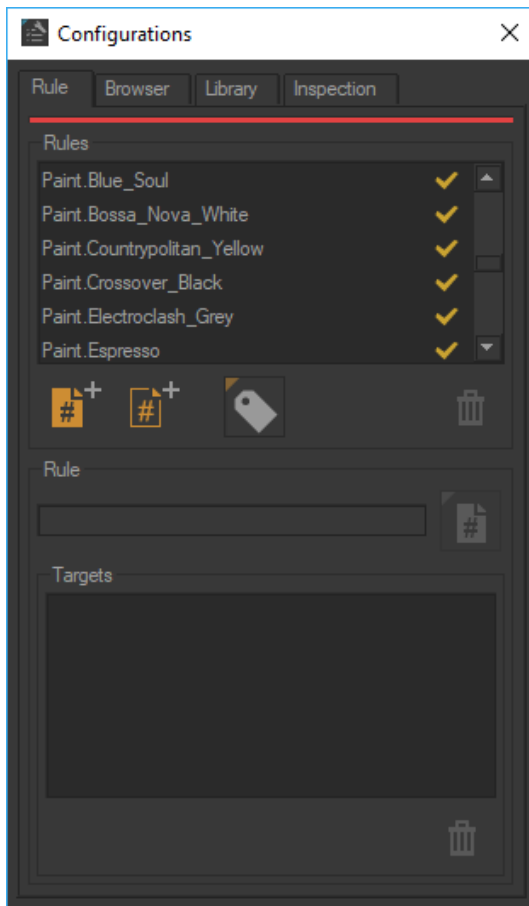 Configurations
Rule Browser Library Inspection
Rules
Paint.Blue_Soul
Paint.Bossa_Nova_White
Paint.Countrypolitan_Yellow
Paint.Crossover_Black
Paint.Electroclash_Grey
Paint.Espresso
Rule
Targets